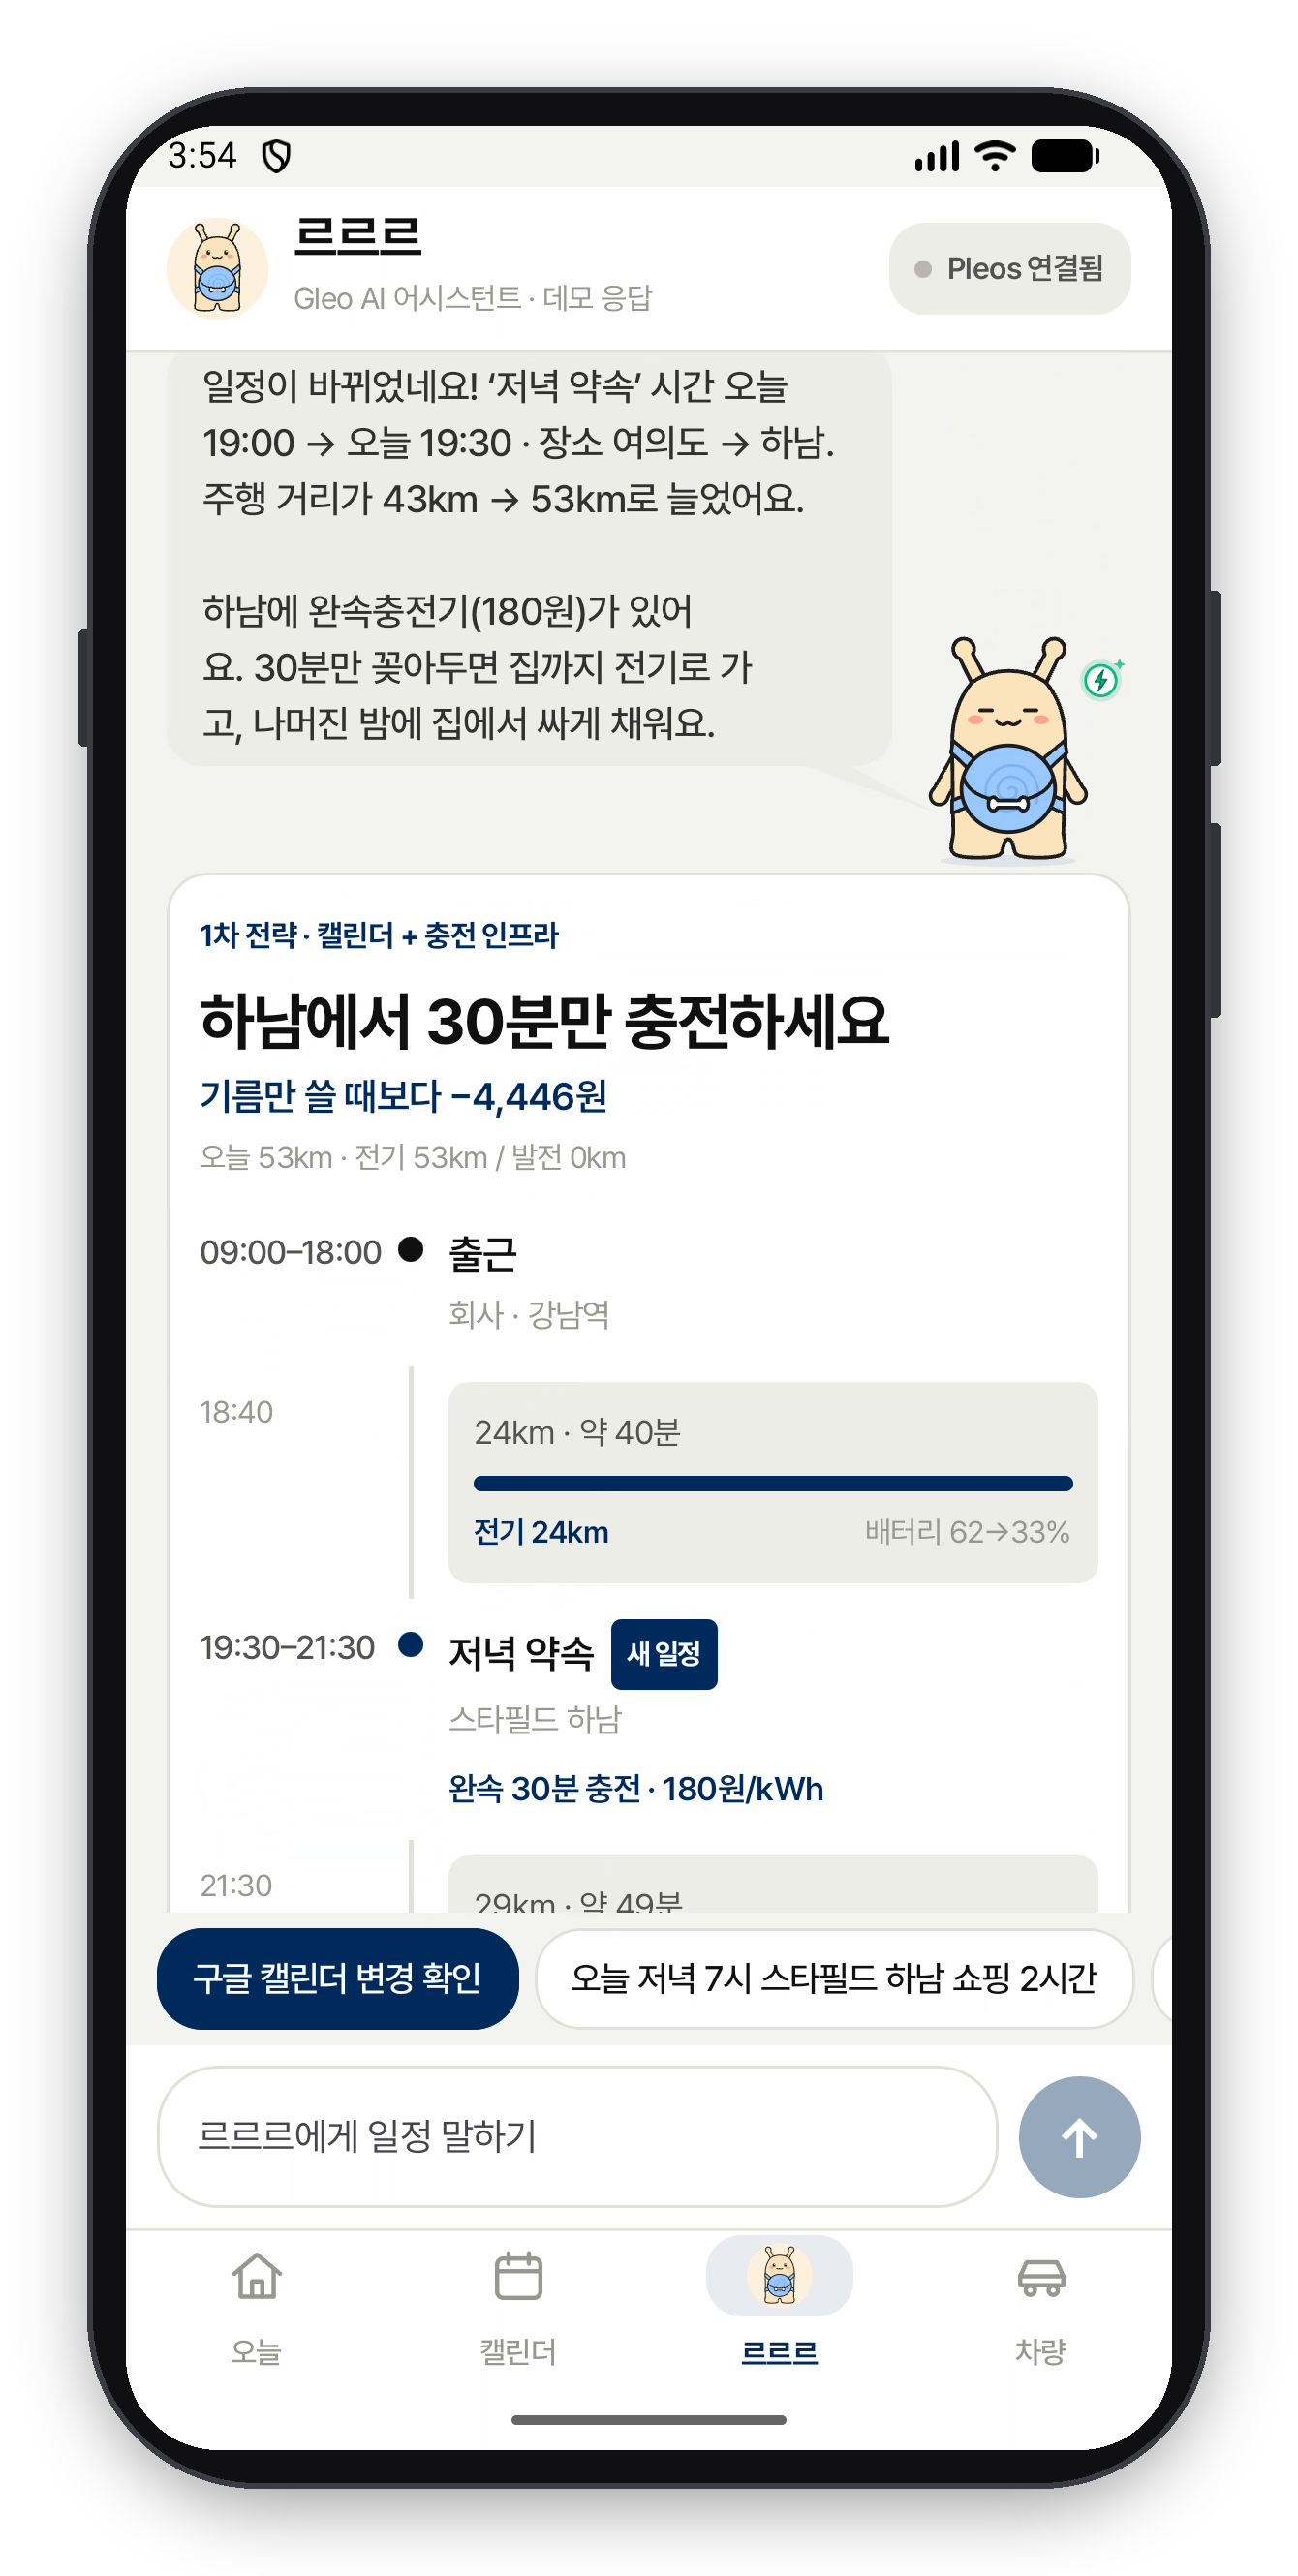 3:54
르르르
Gleo AI 어시스턴트 · 데모 응답
Pleos 연결됨
일정이 바뀌었네요! ‘저녁 약속’ 시간 오늘
19:00 → 오늘 19:30 · 장소 여의도 → 하남.
주행 거리가 43km → 53km로 늘었어요.
하남에 완속충전기(180원)가 있어
요. 30분만 꽂아두면 집까지 전기로 가
고, 나머진 밤에 집에서 싸게 채워요.
1차 전략 · 캘린더 + 충전 인프라
하남에서 30분만 충전하세요
기름만 쓸 때보다 −4,446원
오늘 53km · 전기 53km / 발전 0km
09:00–18:00 출근
회사 · 강남역
18:40
24km · 약 40분
전기 24km 배터리 62→33%
19:30–21:30 저녁 약속 새 일정
스타필드 하남
완속 30분 충전 · 180원/kWh
21:30
29km · 약 49분
구글 캘린더 변경 확인
오늘 저녁 7시 스타필드 하남 쇼핑 2시간
르르르에게 일정 말하기
오늘
캘린더
르르르
차량